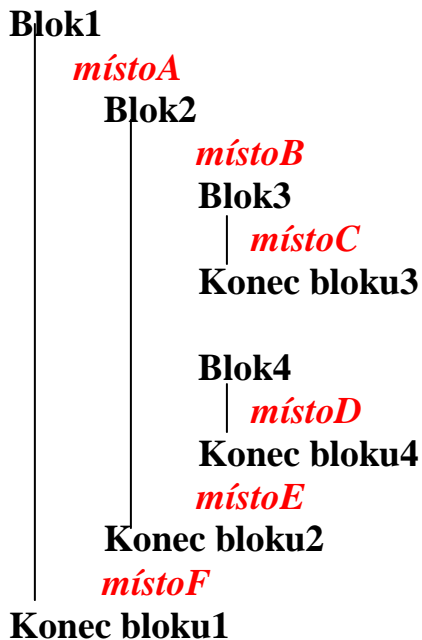 Blok1
místoA
Blok2
místoB
Blok3
místoC
Konec bloku3
Blok4
místoD
Konec bloku4
místoE
Konec bloku2
místoF
Konec bloku1